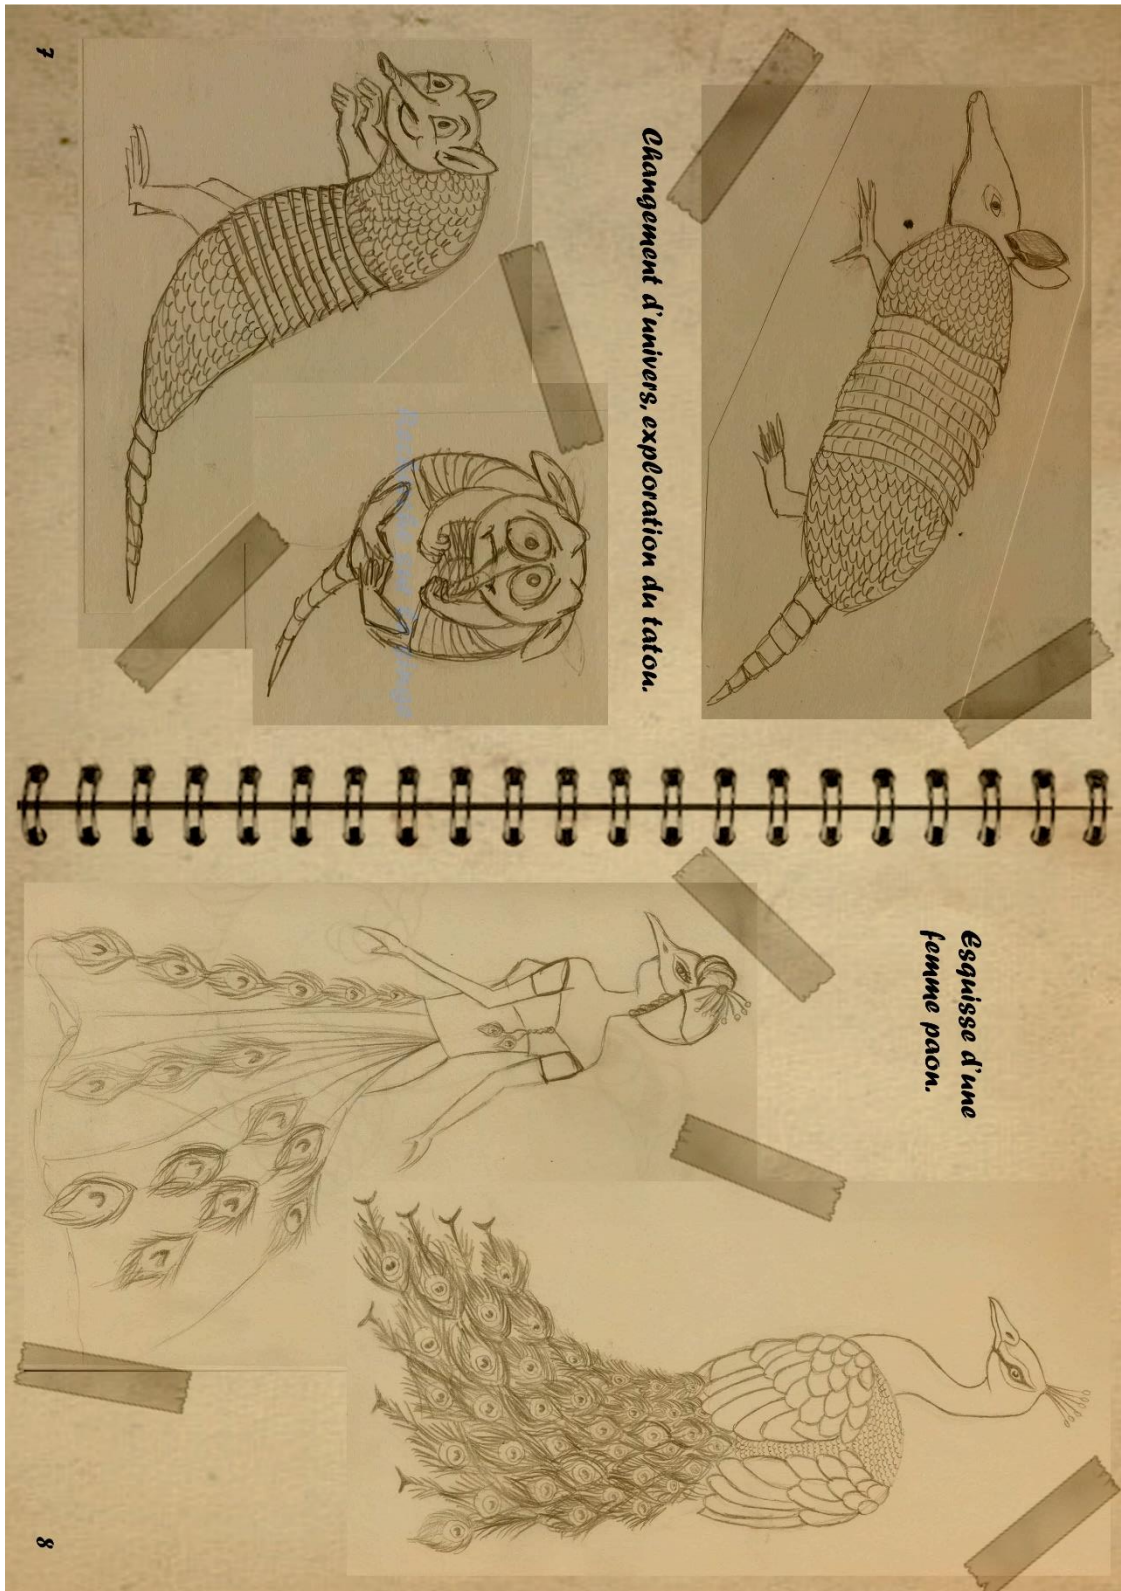 Changement d'univers, exploration du tatou.
7
Esquisse d'une
femme paon.
8